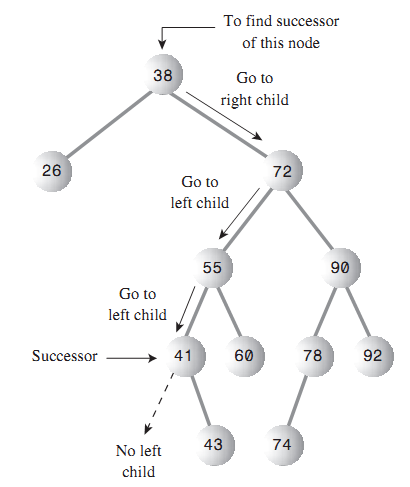 To find successor
of this node
38
Go to
right child
26
72
Go to
left child
55
90
Go to
left child
Successor
41
60
78
92
No left
child
43
74